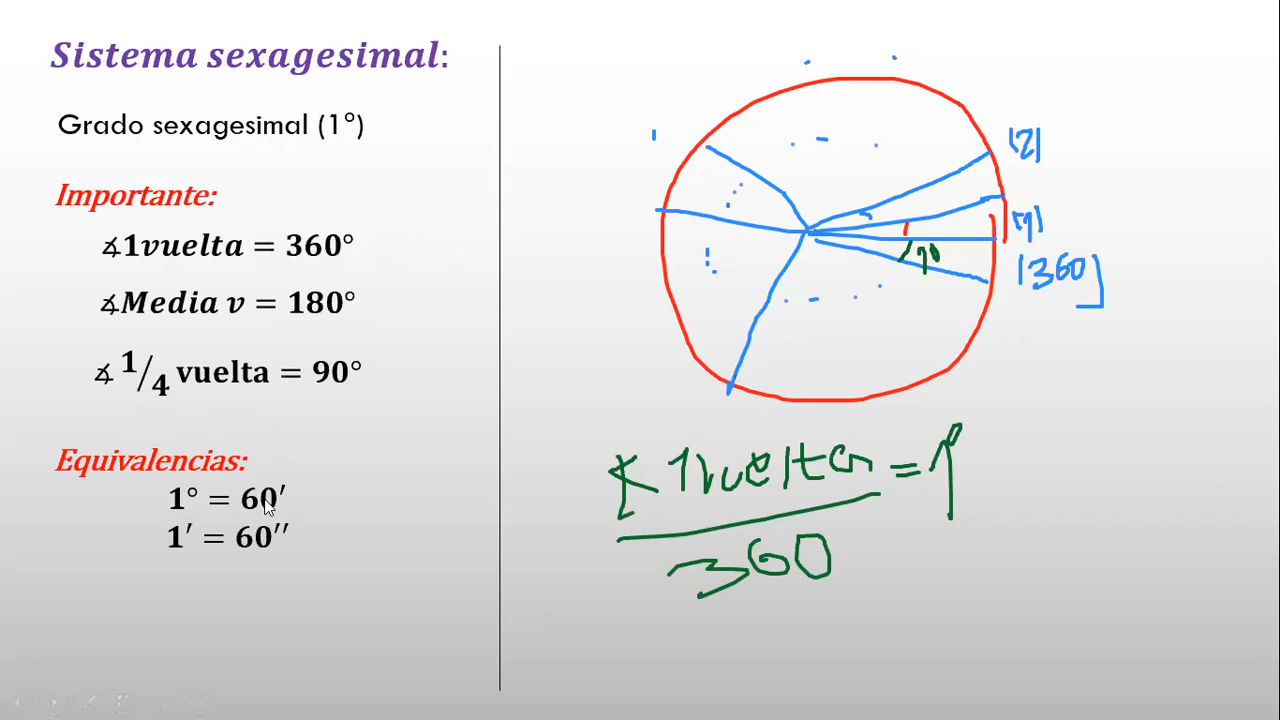 Sistema sexagesimal:
Grado sexagesimal (1°)
Importante:
∡1vuelta = 360°
∡Media v = 180°
∡ 1/4 vuelta = 90°
Equivalencias:
1° = 60′
1′ = 60′′
[2]
[1]
1°
[360]
∡ 1vuelta = 1°
360